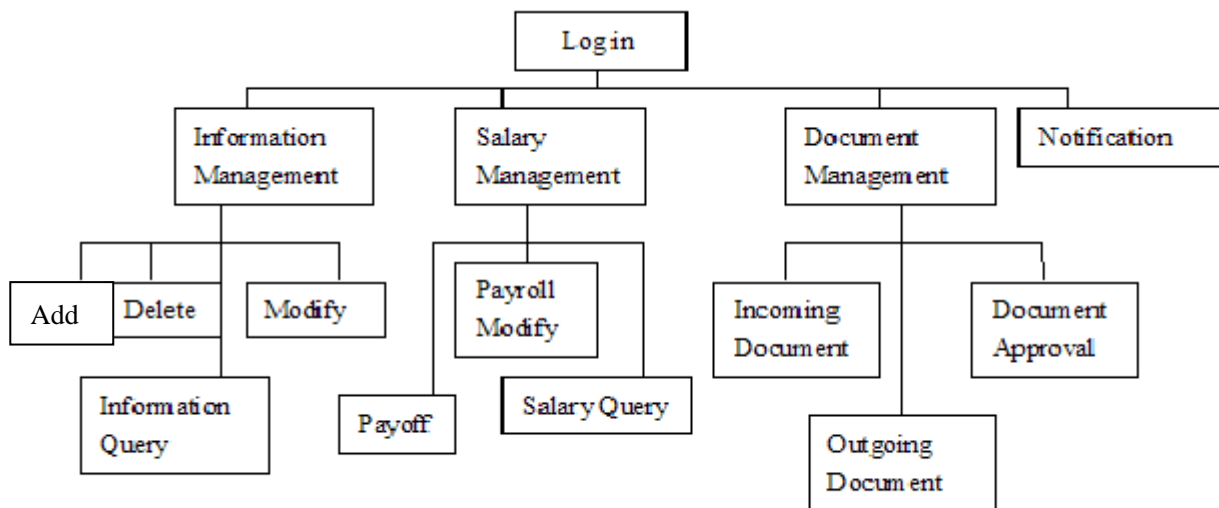 Login
Information
Management
Salary
Management
Document
Management
Notification
Add
Delete
Modify
Information
Query
Payroll
Modify
Payoff
Salary Query
Incoming
Document
Document
Approval
Outgoing
Document